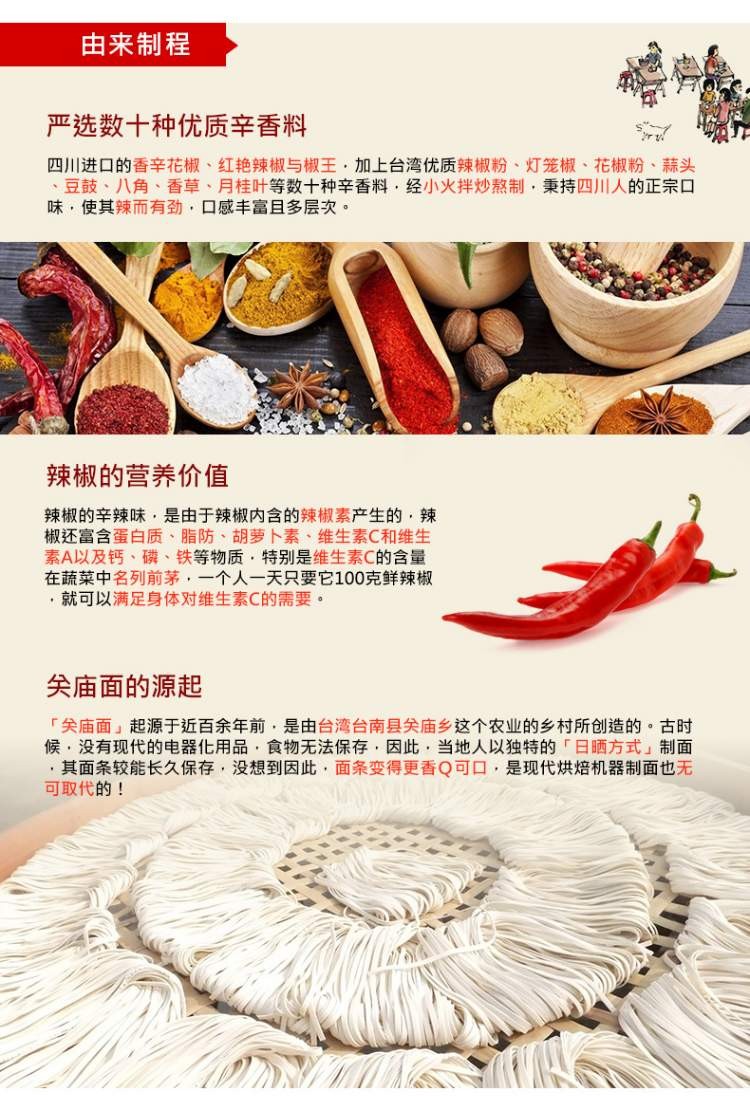 由来制程
严选数十种优质辛香料
四川进口的香辛花椒、红艳辣椒与椒王，加上台湾优质辣椒粉、灯笼椒、花椒粉、蒜头
、豆鼓、八角、香草、月桂叶等数十种辛香料，经小火拌炒熬制，秉持四川人的正宗口
味，使其辣而有劲，口感丰富且多层次。
辣椒的营养价值
辣椒的辛辣味，是由于辣椒内含的辣椒素产生的，辣
椒还富含蛋白质、脂防、胡萝卜素、维生素C和维生
素A以及钙、磷、铁等物质，特别是维生素C的含量
在蔬菜中名列前茅，一个人一天只要它100克鲜辣椒
，就可以满足身体对维生素C的需要。
关庙面的源起
「关庙面」起源于近百余年前，是由台湾台南县关庙乡这个农业的乡村所创造的。古时
候，没有现代的电器化用品，食物无法保存，因此，当地人以独特的「日晒方式」制面
，其面条较能长久保存，没想到因此，面条变得更香Q可口，是现代烘焙机器制面也无
可取代的！